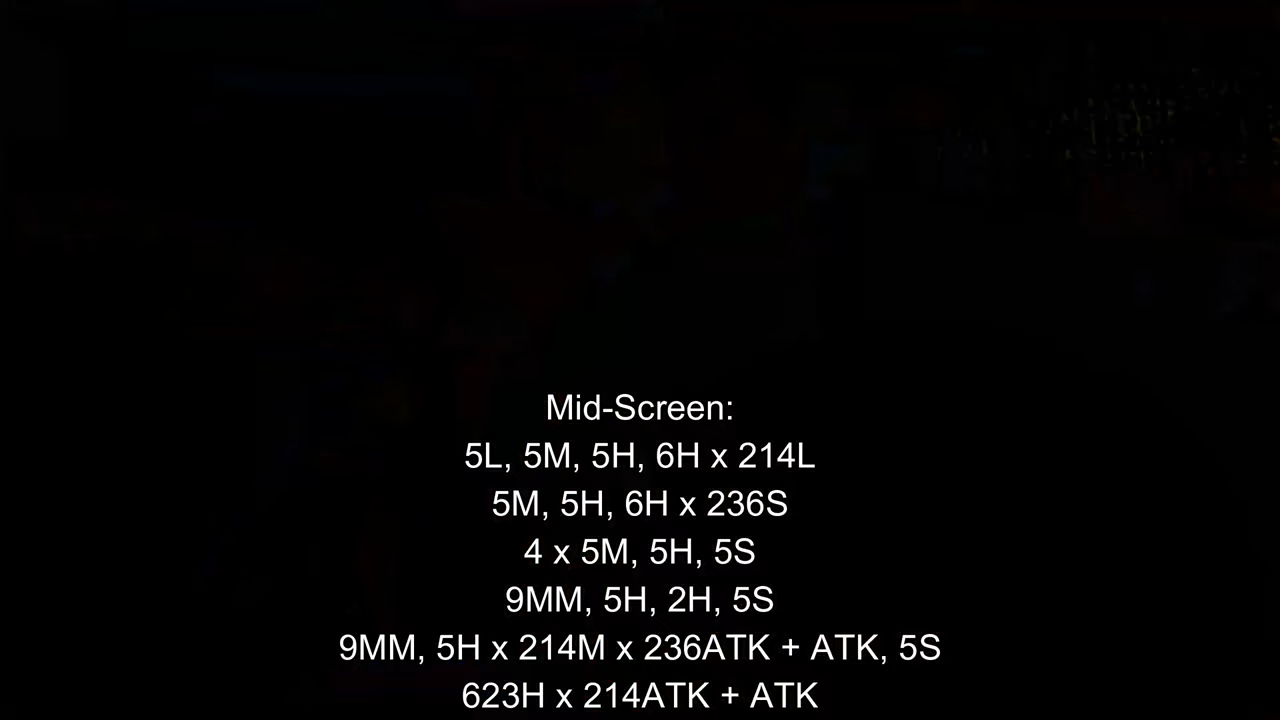 Mid-Screen:
5L, 5M, 5H, 6H x 214L
5M, 5H, 6H x 236S
4 x 5M, 5H, 5S
9MM, 5H, 2H, 5S
9MM, 5H x 214M x 236ATK + ATK, 5S
623H x 214ATK + ATK